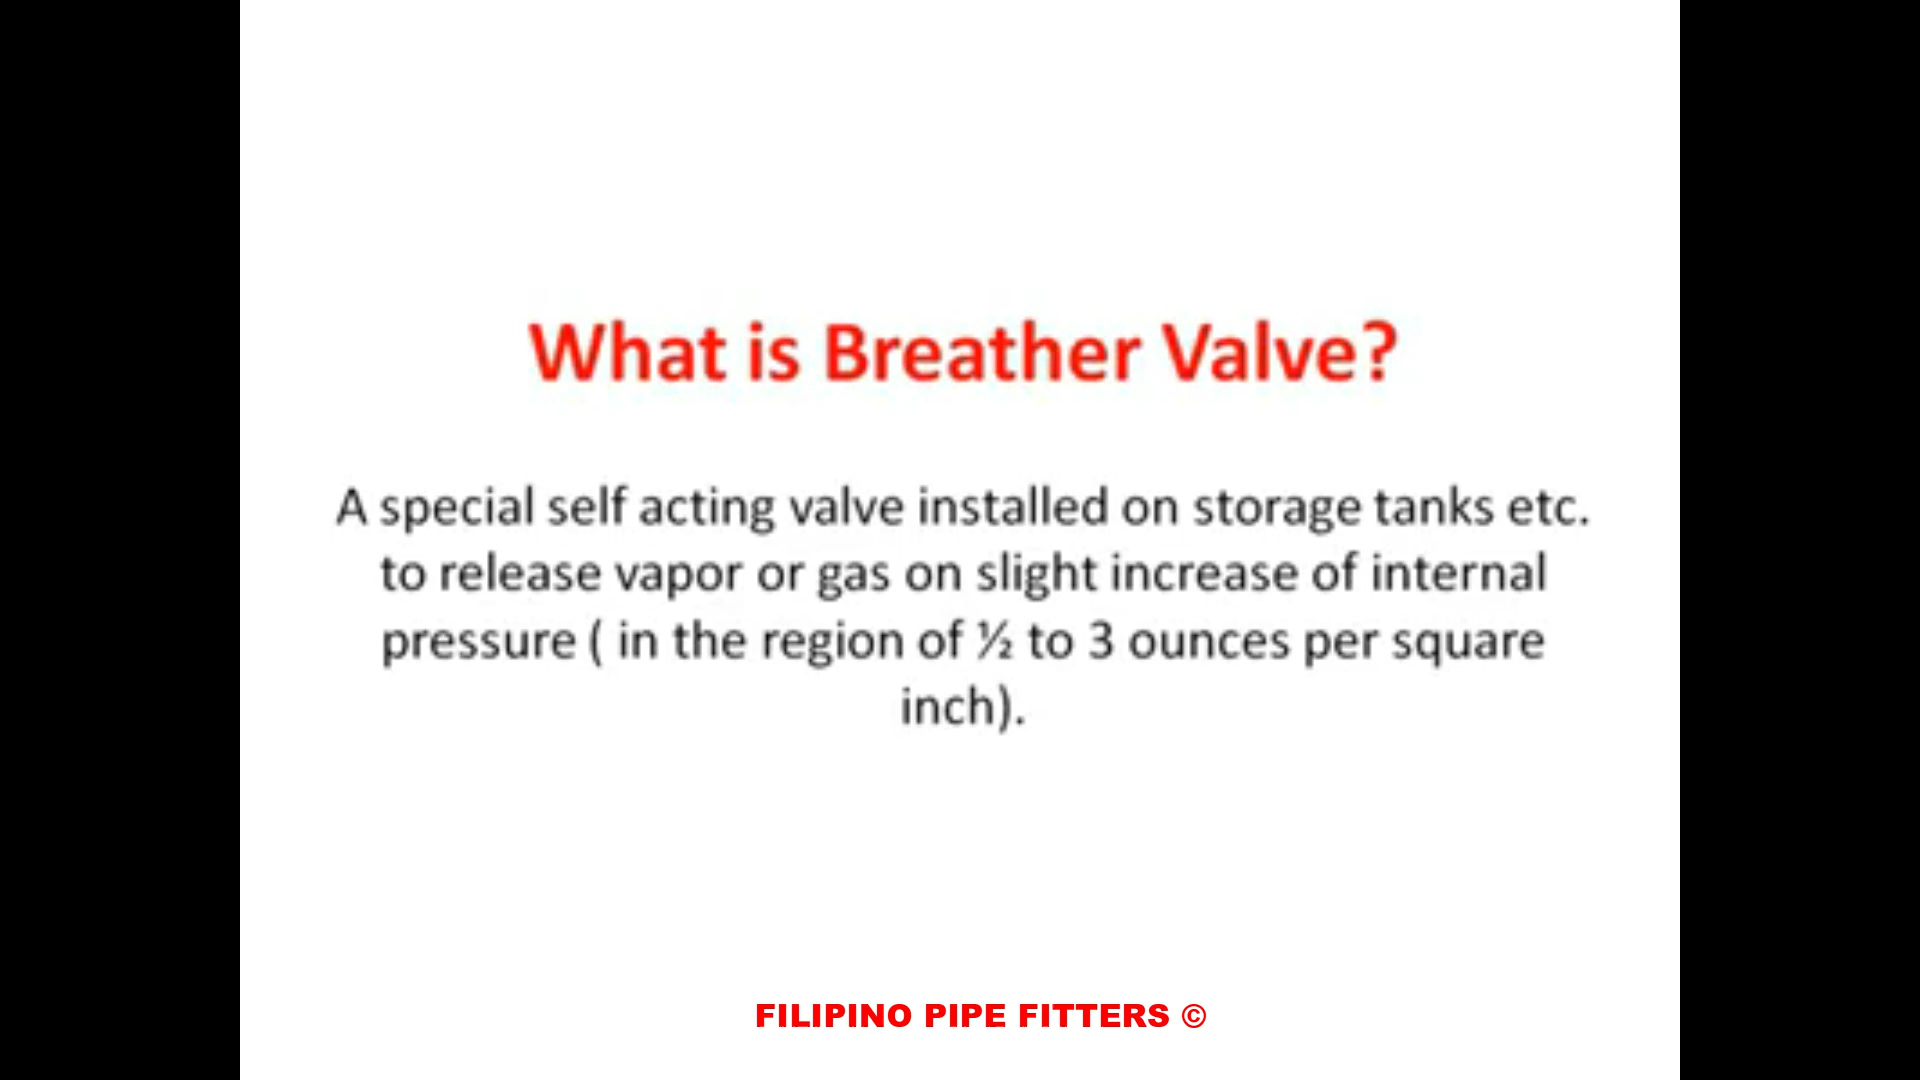 What is Breather Valve?
A special self acting valve installed on storage tanks etc.
to release vapor or gas on slight increase of internal
pressure ( in the region of ½ to 3 ounces per square
inch).
FILIPINO PIPE FITTERS ©